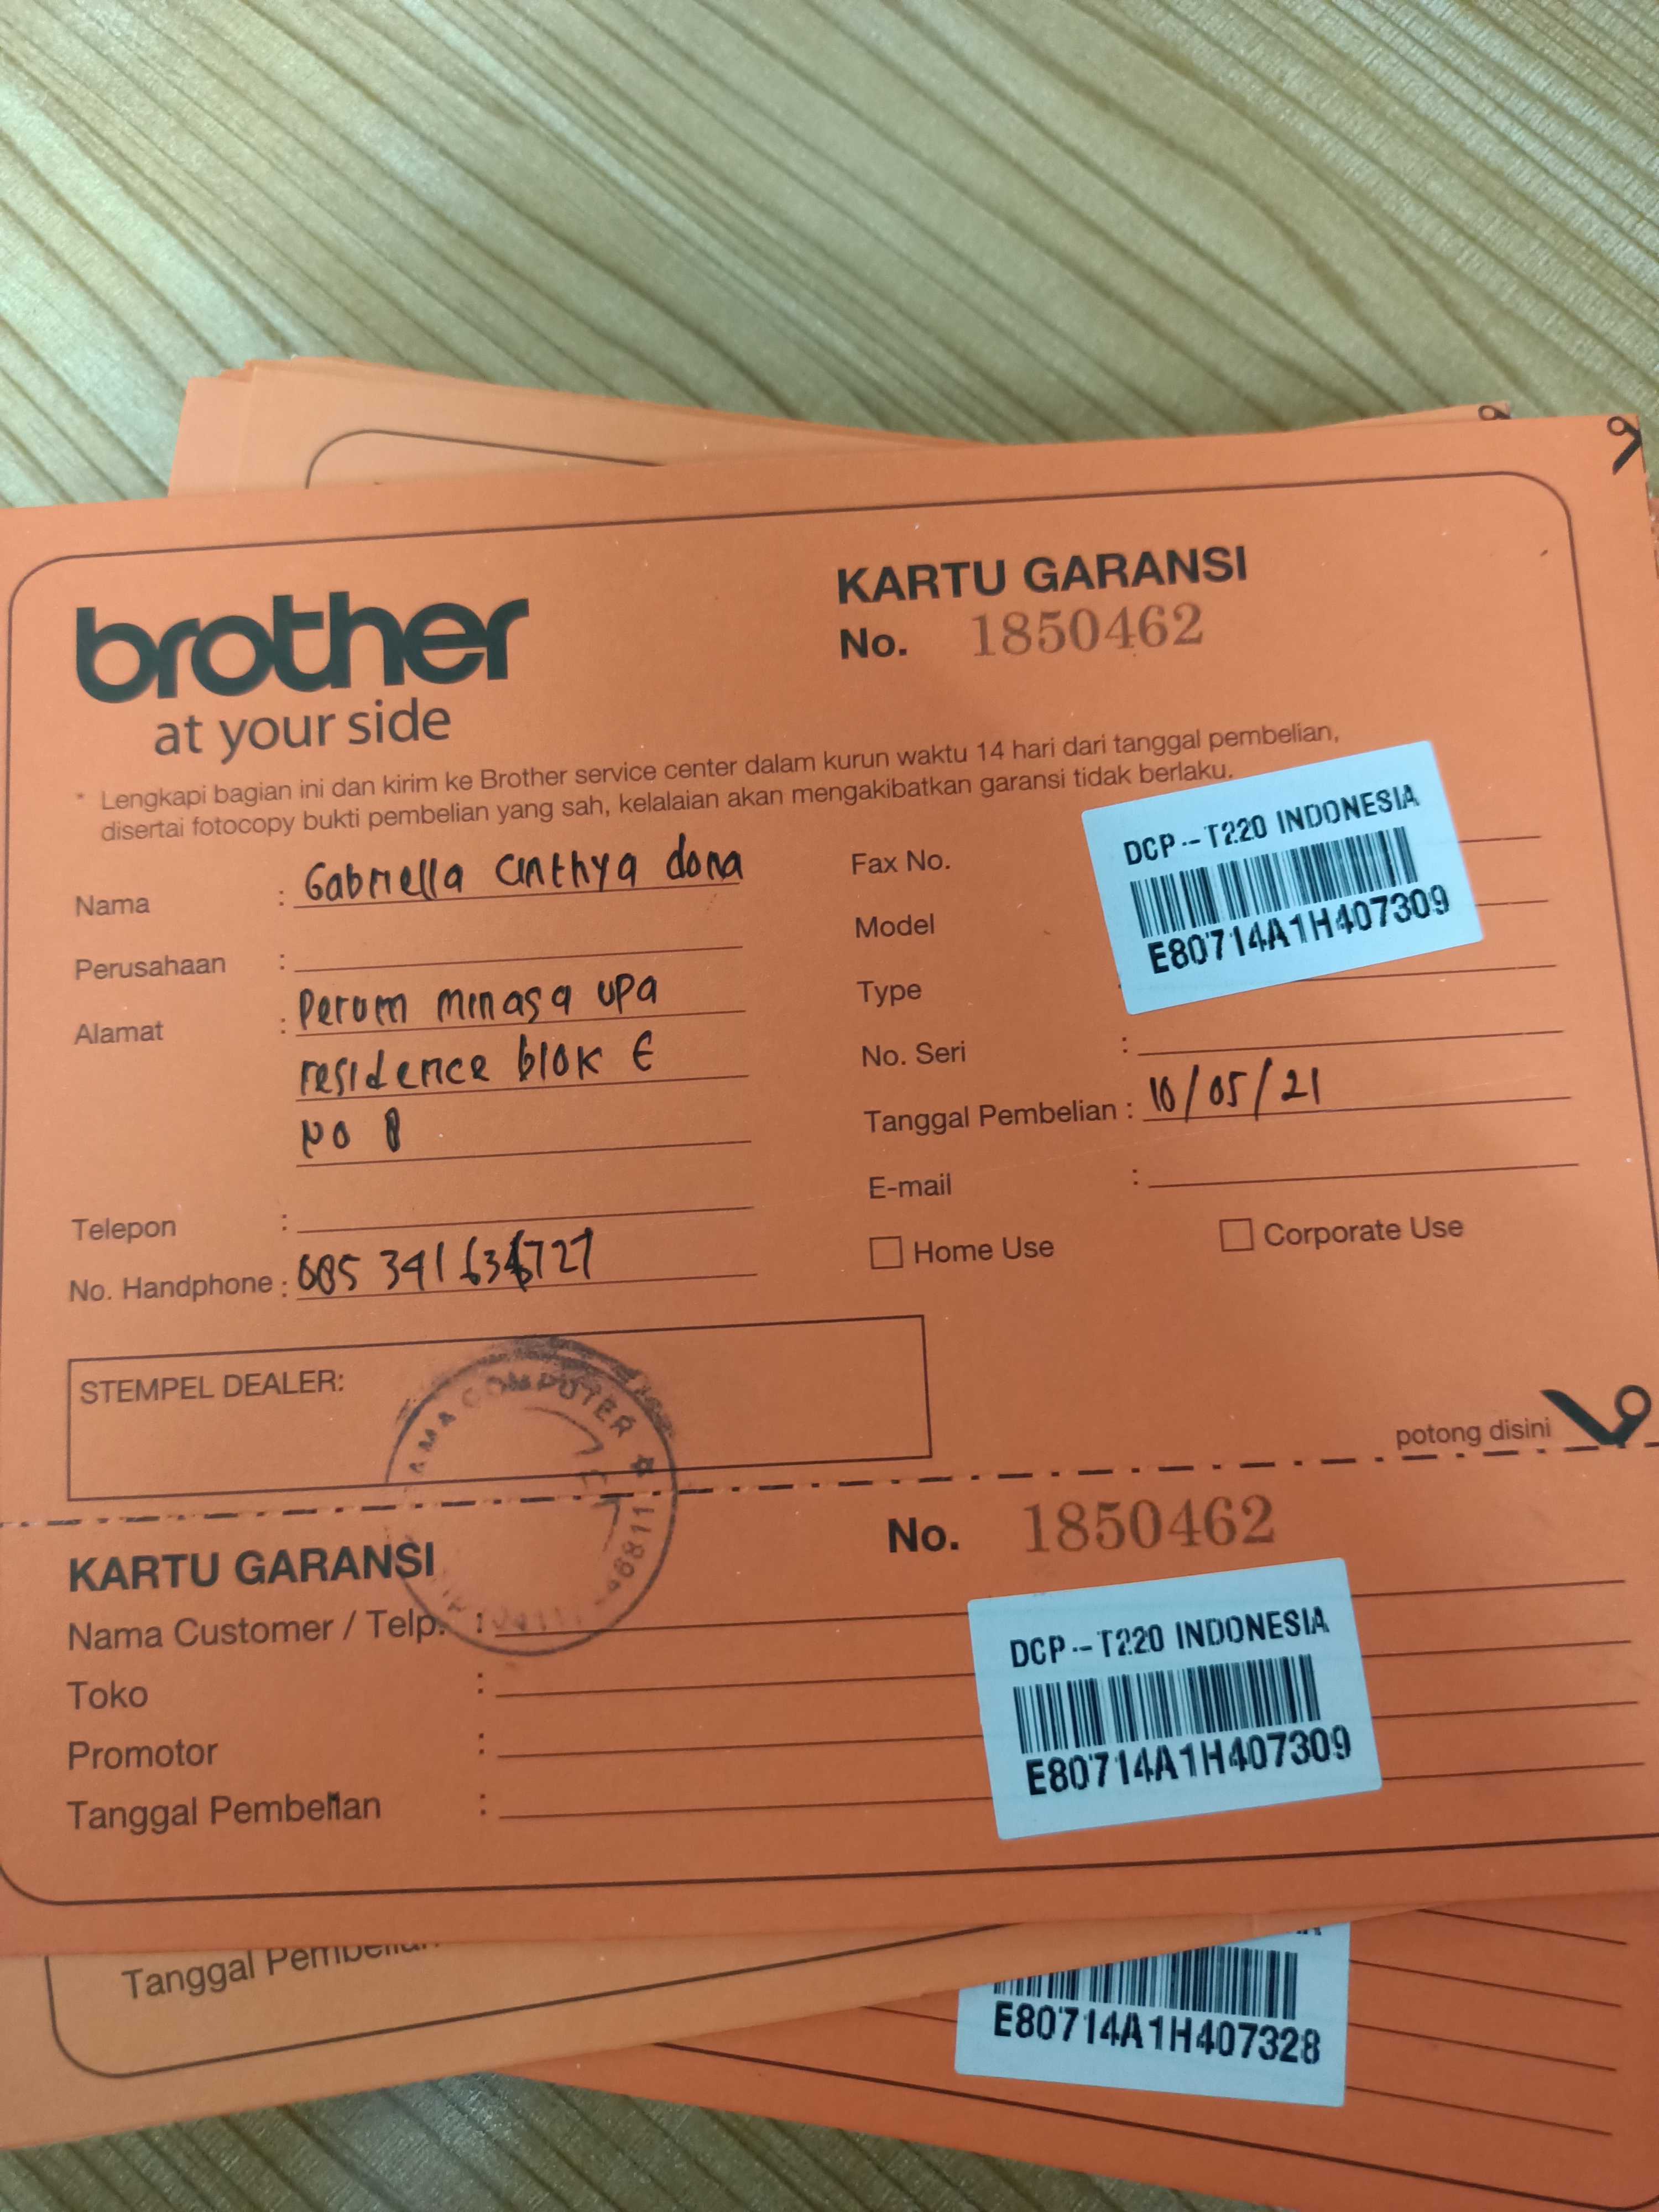 brother
at your side
KARTU GARANSI
No. 1850462
* Lengkapi bagian ini dan kirim ke Brother service center dalam kurun waktu 14 hari dari tanggal pembelian,
disertai fotocopy bukti pembelian yang sah, kelalaian akan mengakibatkan garansi tidak berlaku.
Nama : Gabriella cinthya dona
Perusahaan :
Alamat : Perum minasa upa
residence blok E
NO 8
Telepon :
No. Handphone :
Fax No.
Model
Type
DCP-T220 INDONESIA
E80714A1H407309
No. Seri :
Tanggal Pembelian : 10/05/21
E-mail :
Home Use
Corporate Use
STEMPEL DEALER:
COMPUTER
potong disini
KARTU GARANSI
No. 1850462
Nama Customer / Telp. :
Toko :
Promotor :
Tanggal Pembelian :
DCP-T220 INDONESIA
E80714A1H407309
Tanggal
E80714A1H407328